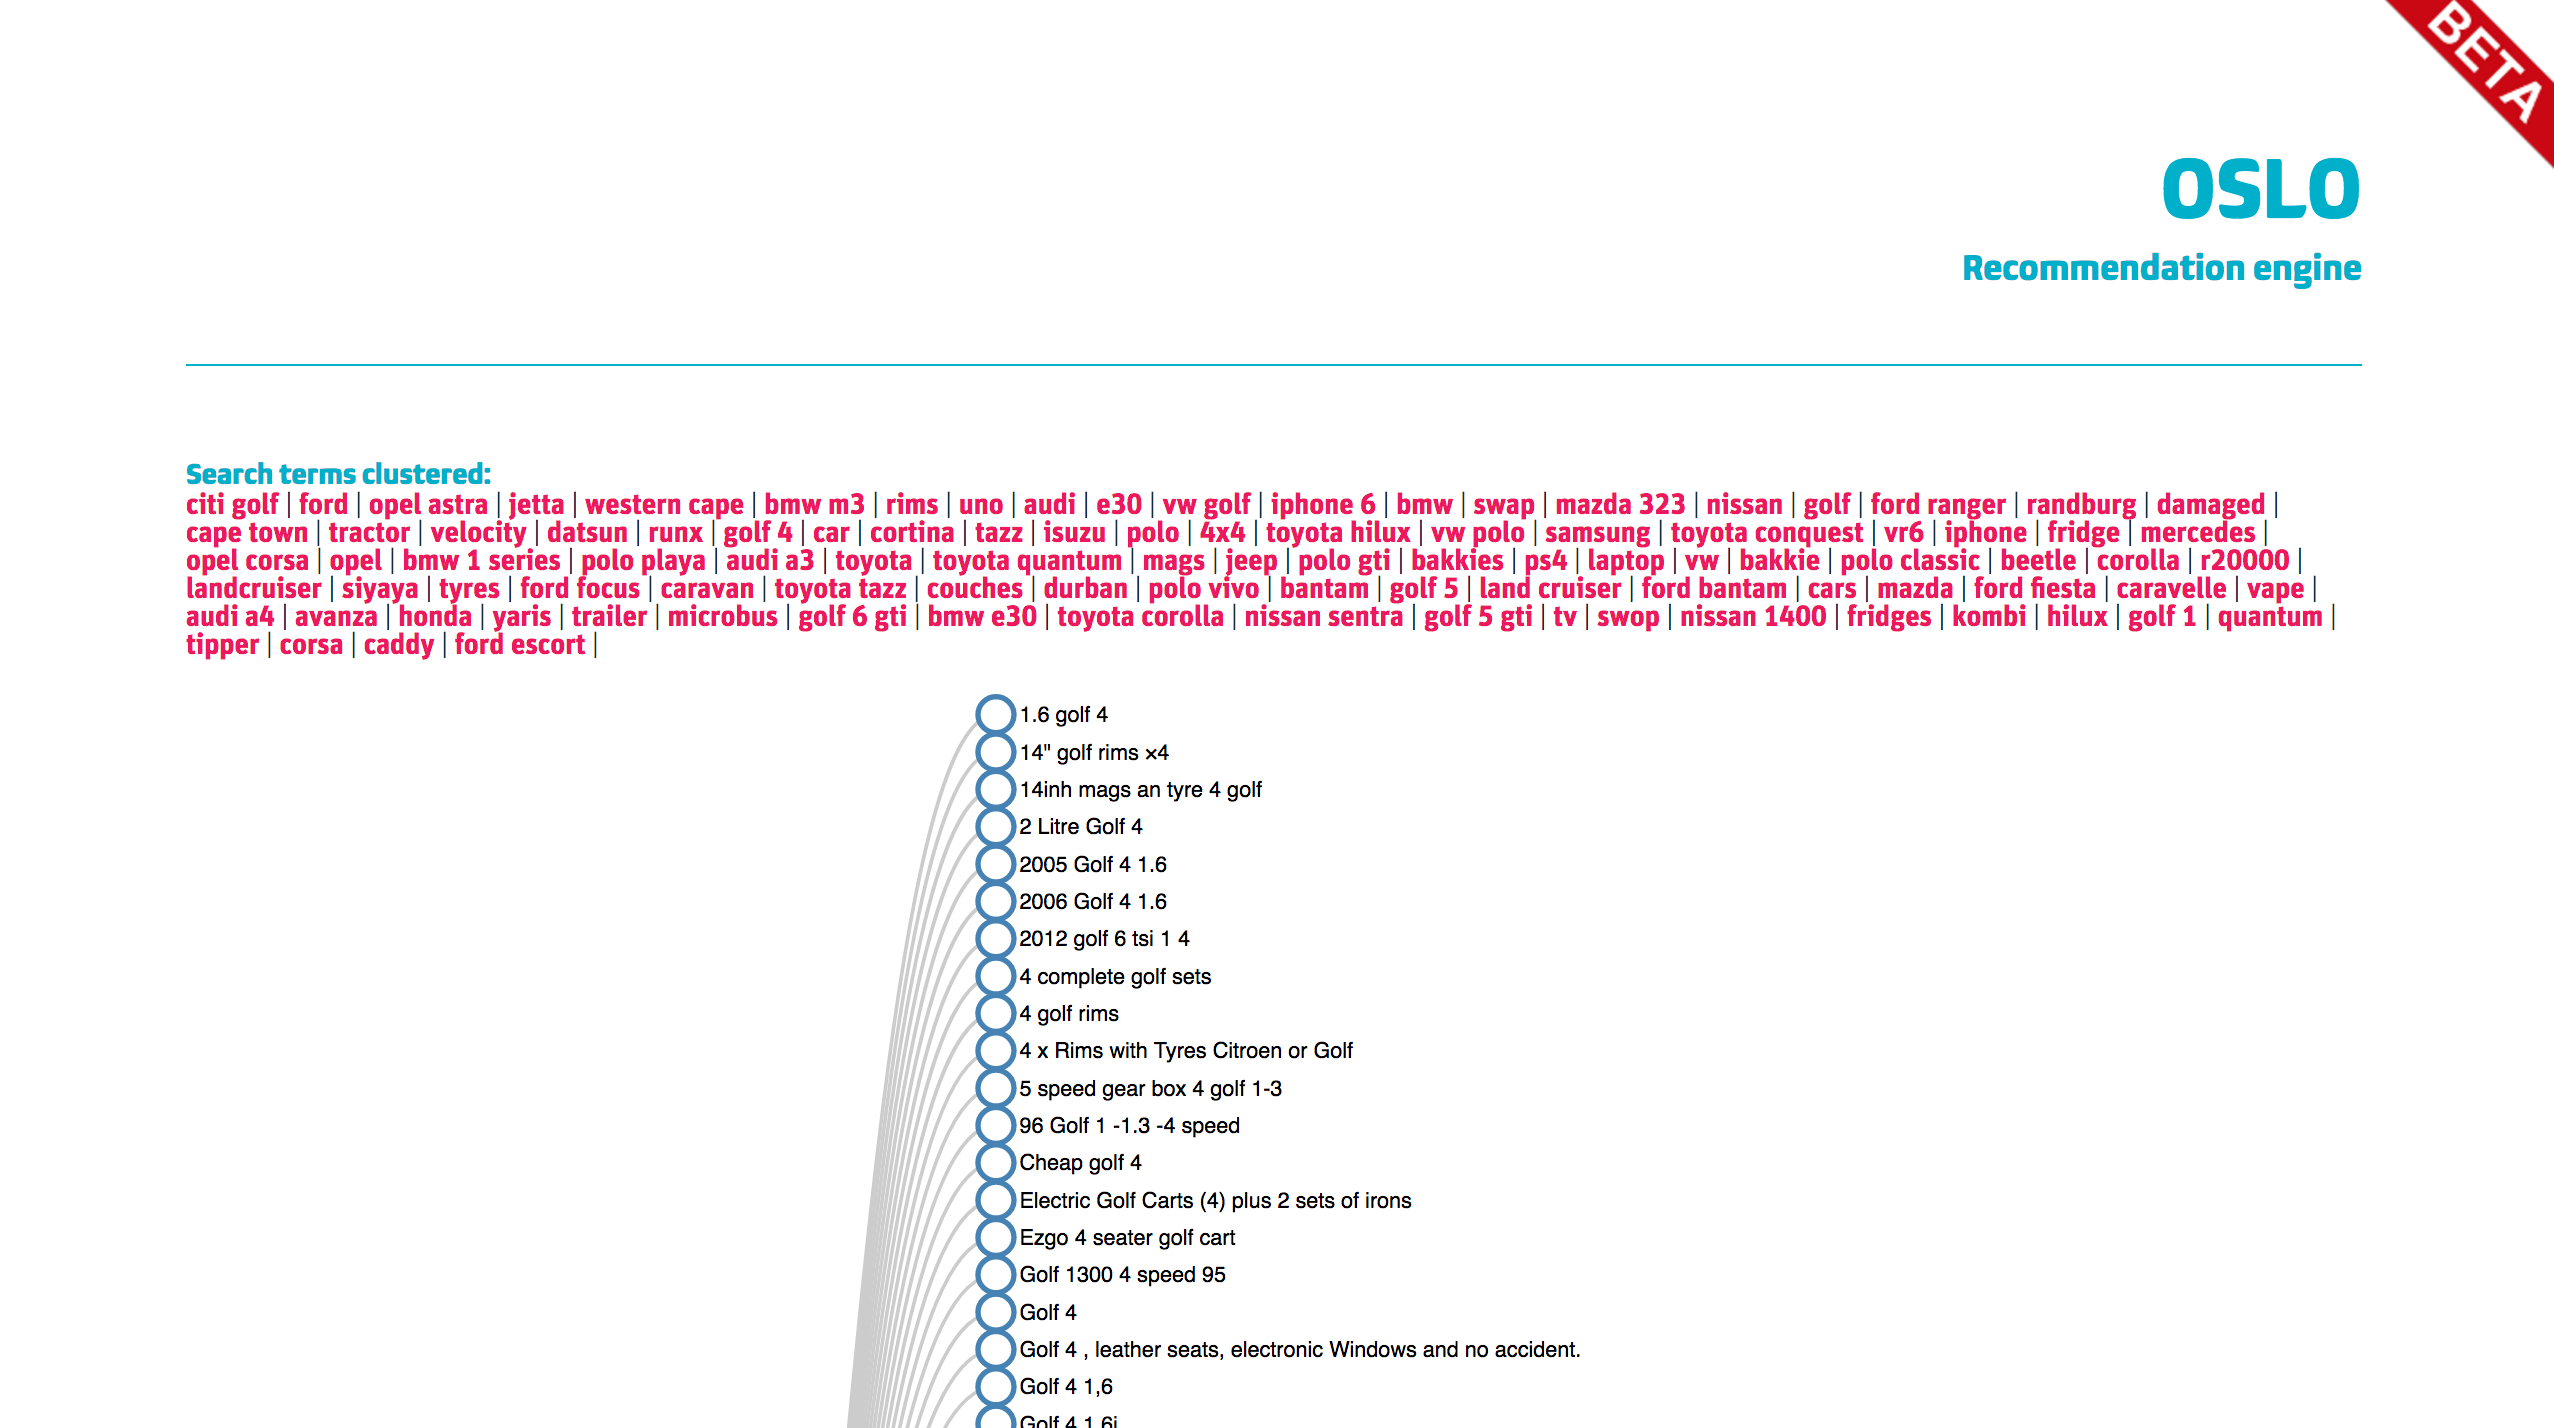 BETA
OSLO
Recommendation engine
Search terms clustered:
citi golf | ford | opel astra | jetta | western cape | bmw m3 | rims | uno | audi | e30 | vw golf | iphone 6 | bmw | swap | mazda 323 | nissan | golf | ford ranger | randburg | damaged |
cape town | tractor | velocity | datsun | runx | golf 4 | car | cortina | tazz | isuzu | polo | 4x4 | toyota hilux | vw polo | samsung | toyota conquest | vr6 | iphone | fridge | mercedes |
opel corsa | opel | bmw 1 series | polo playa | audi a3 | toyota | toyota quantum | mags | jeep | polo gti | bakkies | ps4 | laptop | vw | bakkie | polo classic | beetle | corolla | r20000 |
landcruiser | siyaya | tyres | ford focus | caravan | toyota tazz | couches | durban | polo vivo | bantam | golf 5 | land cruiser | ford bantam | cars | mazda | ford fiesta | caravelle | vape |
audi a4 | avanza | honda | yaris | trailer | microbus | golf 6 gti | bmw e30 | toyota corolla | nissan sentra | golf 5 gti | tv | swop | nissan 1400 | fridges | kombi | hilux | golf 1 | quantum |
tipper | corsa | caddy | ford escort |
1.6 golf 4
14" golf rims ×4
14inh mags an tyre 4 golf
2 Litre Golf 4
2005 Golf 4 1.6
2006 Golf 4 1.6
2012 golf 6 tsi 1 4
4 complete golf sets
4 golf rims
4 x Rims with Tyres Citroen or Golf
5 speed gear box 4 golf 1-3
96 Golf 1 -1.3 -4 speed
Cheap golf 4
Electric Golf Carts (4) plus 2 sets of irons
Ezgo 4 seater golf cart
Golf 1300 4 speed 95
Golf 4
Golf 4 , leather seats, electronic Windows and no accident.
Golf 4 1,6
Golf 4 1.6i